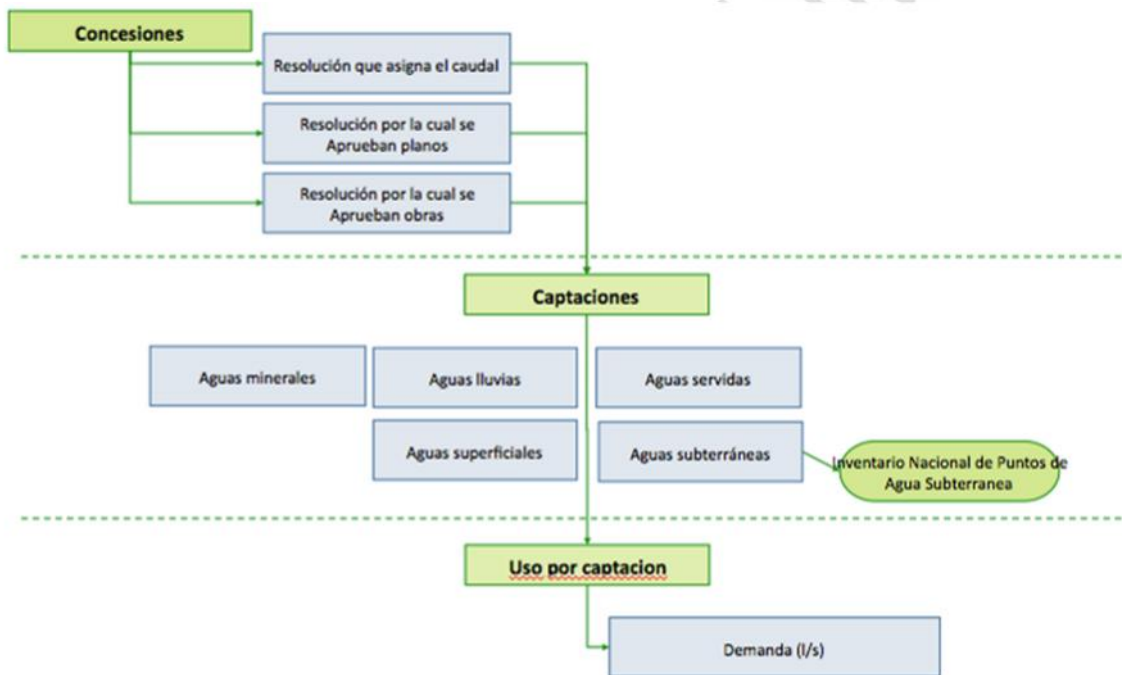 Concesiones
Resolución que asigna el caudal
Resolución por la cual se
Aprueban planos
Resolución por la cual se
Aprueban obras
Captaciones
Aguas minerales
Aguas lluvias
Aguas servidas
Aguas superficiales
Aguas subterráneas
Inventario Nacional de Puntos de
Agua Subterranea
Uso por captacion
Demanda (l/s)